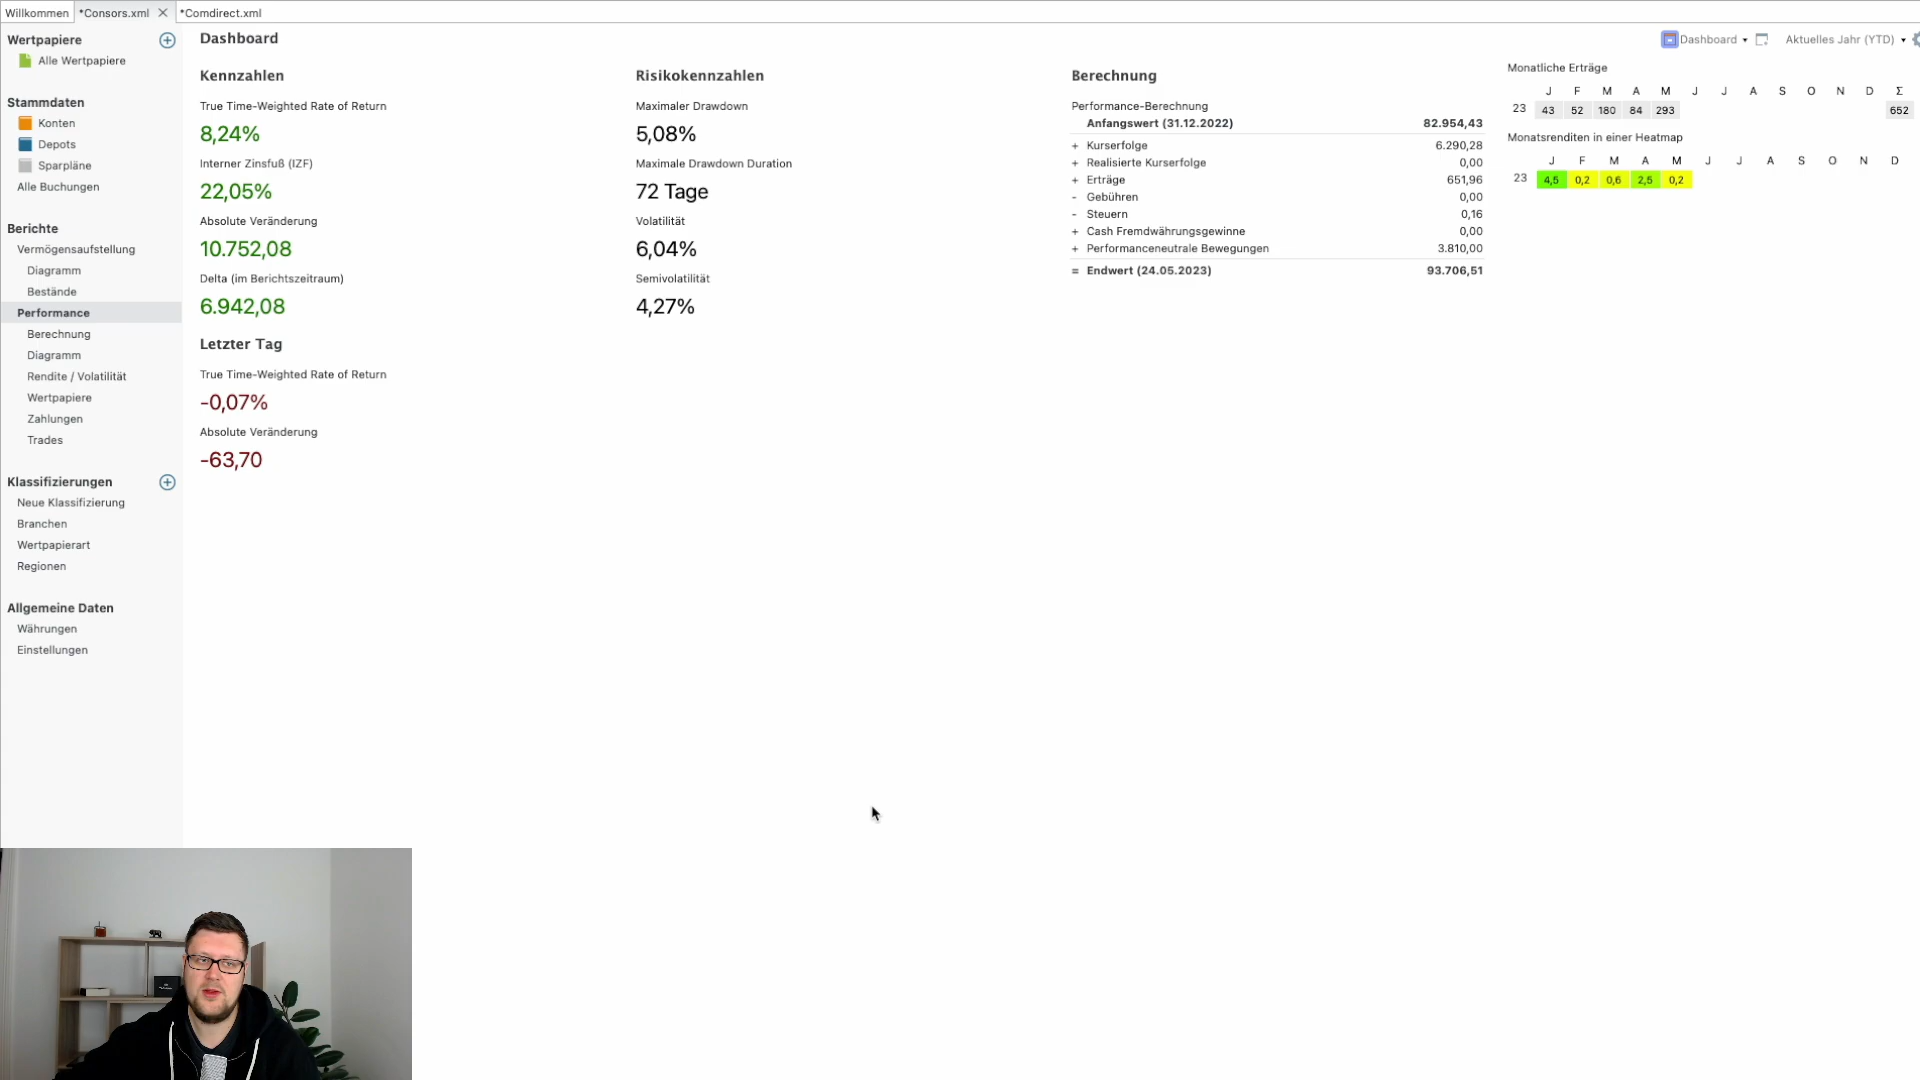 Willkommen *Consors.xml *Comdirect.xml
Wertpapiere
Alle Wertpapiere
Stammdaten
Konten
Depots
Sparpläne
Alle Buchungen
Berichte
Vermögensaufstellung
Diagramm
Bestände
Performance
Berechnung
Diagramm
Rendite / Volatilität
Wertpapiere
Zahlungen
Trades
Klassifizierungen
Neue Klassifizierung
Branchen
Wertpapierart
Regionen
Allgemeine Daten
Währungen
Einstellungen
Dashboard
Dashboard Aktuelles Jahr (YTD)
Kennzahlen
True Time-Weighted Rate of Return
8,24%
Interner Zinsfuß (IZF)
22,05%
Absolute Veränderung
10.752,08
Delta (im Berichtszeitraum)
6.942,08
Letzter Tag
True Time-Weighted Rate of Return
-0,07%
Absolute Veränderung
-63,70
Risikokennzahlen
Maximaler Drawdown
5,08%
Maximale Drawdown Duration
72 Tage
Volatilität
6,04%
Semivolatilität
4,27%
Berechnung
Performance-Berechnung
Anfangswert (31.12.2022) 82.954,43
+ Kurserfolge 6.290,28
+ Realisierte Kurserfolge 0,00
+ Erträge 651,96
- Gebühren 0,00
- Steuern 0,16
+ Cash Fremdwährungsgewinne 0,00
+ Performanceneutrale Bewegungen 3.810,00
= Endwert (24.05.2023) 93.706,51
Monatliche Erträge
J F M A M J J A S O N D Σ
23 43 52 180 84 293 652
Monatsrenditen in einer Heatmap
J F M A M J J A S O N D
23 4,5 0,2 0,6 2,5 0,2